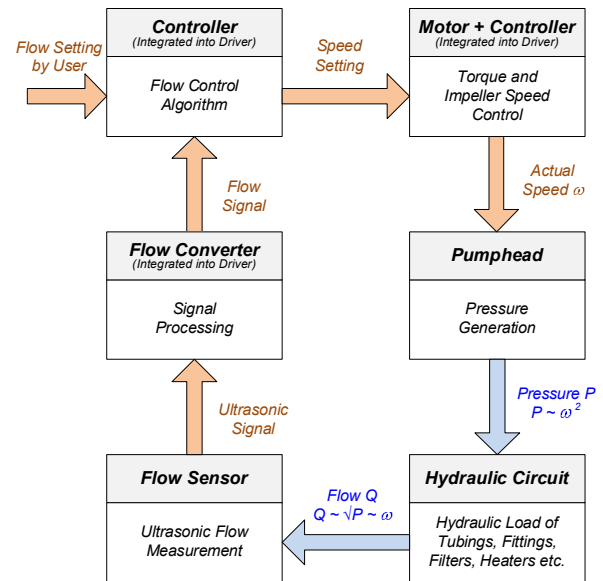 Controller
(Integrated into Driver)
Flow Control
Algorithm
Flow Setting
by User
Speed
Setting
Motor + Controller
(Integrated into Driver)
Torque and
Impeller Speed
Control
Actual
Speed ω
Flow
Signal
Flow Converter
(Integrated into Driver)
Signal
Processing
Pumphead
Pressure
Generation
Ultrasonic
Signal
Pressure P
P ~ ω²
Flow Sensor
Ultrasonic Flow
Measurement
Flow Q
Q ~ √P ~ ω
Hydraulic Circuit
Hydraulic Load of
Tubings, Fittings,
Filters, Heaters etc.